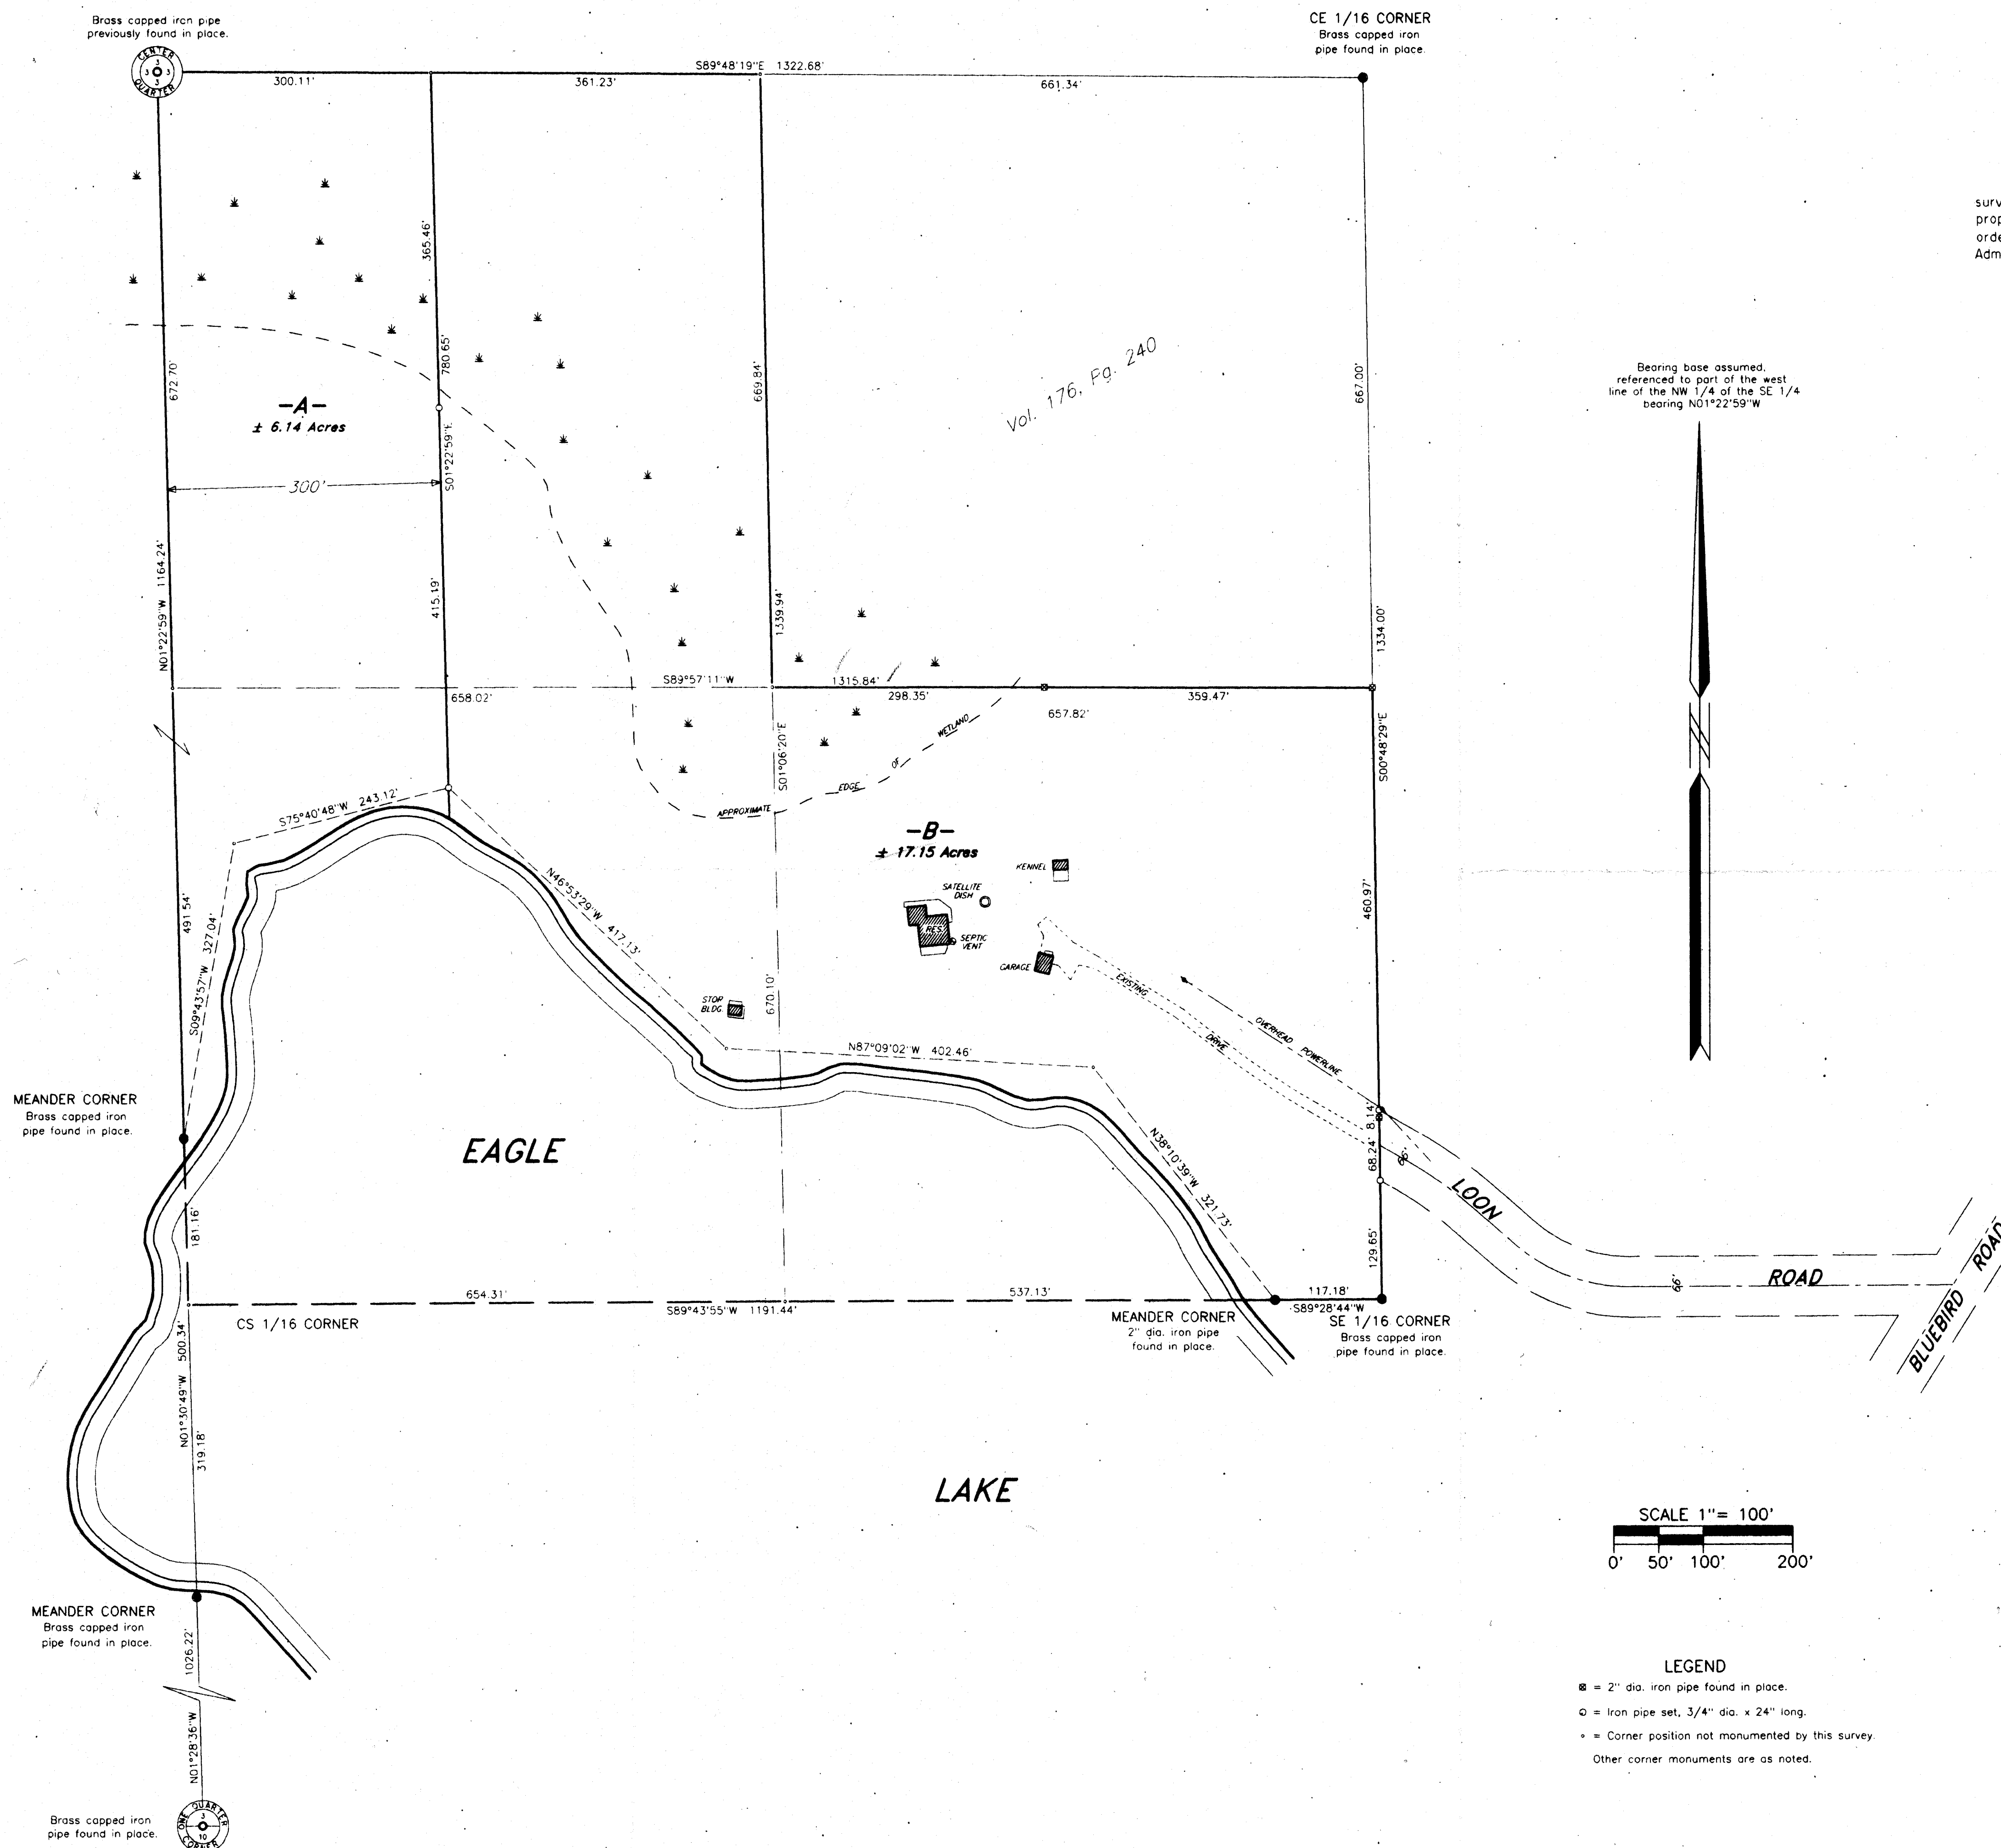 Brass capped iron pipe
previously found in place.
CENTER
3
3 3
3
QUARTER
CE 1/16 CORNER
Brass capped iron
pipe found in place.
S89°48'19"E 1322.68'
300.11'
361.23'
661.34'
surv
prop
orde
Adm
365.46'
780.65'
S01°22'59"E
415.19'
672.70'
N01°22'59"W 1164.24'
491.54'
-A-
± 6.14 Acres
300'
669.84'
1339.94'
Vol. 176, Pg. 240
667.00'
1334.00'
Bearing base assumed,
referenced to part of the west
line of the NW 1/4 of the SE 1/4
bearing N01°22'59"W
S89°57'11"W
1315.84'
658.02'
298.35'
657.82'
359.47'
S01°06'20"E
670.10'
S00°48'29"E
460.97'
APPROXIMATE EDGE OF WETLAND
-B-
± 17.15 Acres
KENNEL
SATELLITE
DISH
RES.
SEPTIC
VENT
GARAGE
STOR
BLDG.
EXISTING
DRIVE
OVERHEAD POWERLINE
S75°40'48"W 243.12'
S09°43'57"W 327.04'
N46°53'29"W 417.13'
N87°09'02"W 402.46'
N38°10'39"W 321.73'
8.14'
68.24'
66'
129.65'
MEANDER CORNER
Brass capped iron
pipe found in place.
EAGLE
LOON
ROAD
66'
BLUEBIRD ROAD
181.16'
654.31'
S89°43'55"W 1191.44'
537.13'
117.18'
S89°28'44"W
CS 1/16 CORNER
MEANDER CORNER
2" dia. iron pipe
found in place.
SE 1/16 CORNER
Brass capped iron
pipe found in place.
N01°30'49"W 500.34'
319.18'
LAKE
SCALE 1"= 100'
0' 50' 100' 200'
MEANDER CORNER
Brass capped iron
pipe found in place.
1026.22'
N01°28'36"W
LEGEND
= 2" dia. iron pipe found in place.
= Iron pipe set, 3/4" dia. x 24" long.
= Corner position not monumented by this survey.
Other corner monuments are as noted.
Brass capped iron
pipe found in place.
ONE QUARTER
3
10
CORNER